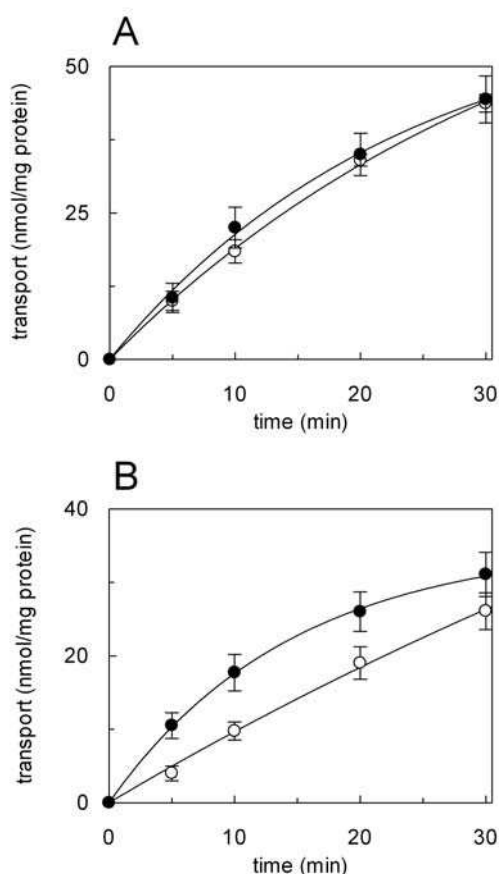 A
transport (nmol/mg protein)
50
25
0
0 10 20 30
time (min)
B
transport (nmol/mg protein)
40
20
0
0 10 20 30
time (min)